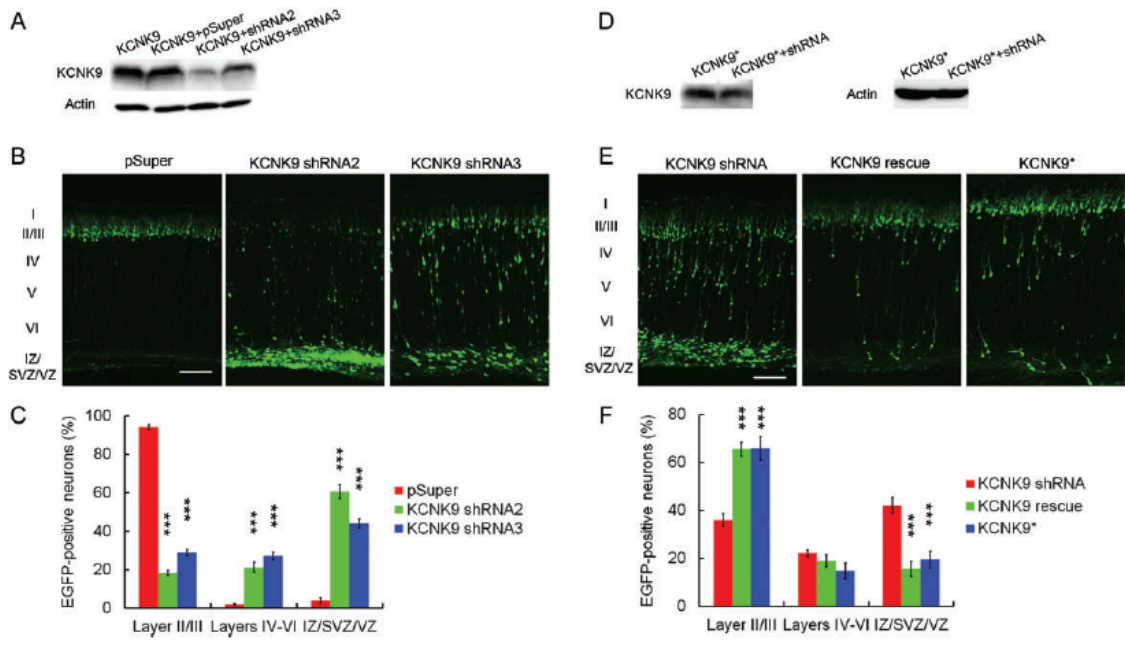 A
KCNK9
KCNK9+pSuper
KCNK9+shRNA2
KCNK9+shRNA3
KCNK9
Actin
B
pSuper
KCNK9 shRNA2
KCNK9 shRNA3
I
II/III
IV
V
VI
IZ/
SVZ/VZ
C
EGFP-positive neurons (%)
100
80
60
40
20
0
***
***
***
***
***
***
pSuper
KCNK9 shRNA2
KCNK9 shRNA3
Layer II/III
Layers IV-VI
IZ/SVZ/VZ
D
KCNK9*
KCNK9*+shRNA
KCNK9
KCNK9*
KCNK9*+shRNA
Actin
E
KCNK9 shRNA
KCNK9 rescue
KCNK9*
I
II/III
IV
V
VI
IZ/
SVZ/VZ
F
EGFP-positive neurons (%)
80
60
40
20
0
***
***
***
***
KCNK9 shRNA
KCNK9 rescue
KCNK9*
Layer II/III
Layers IV-VI
IZ/SVZ/VZ